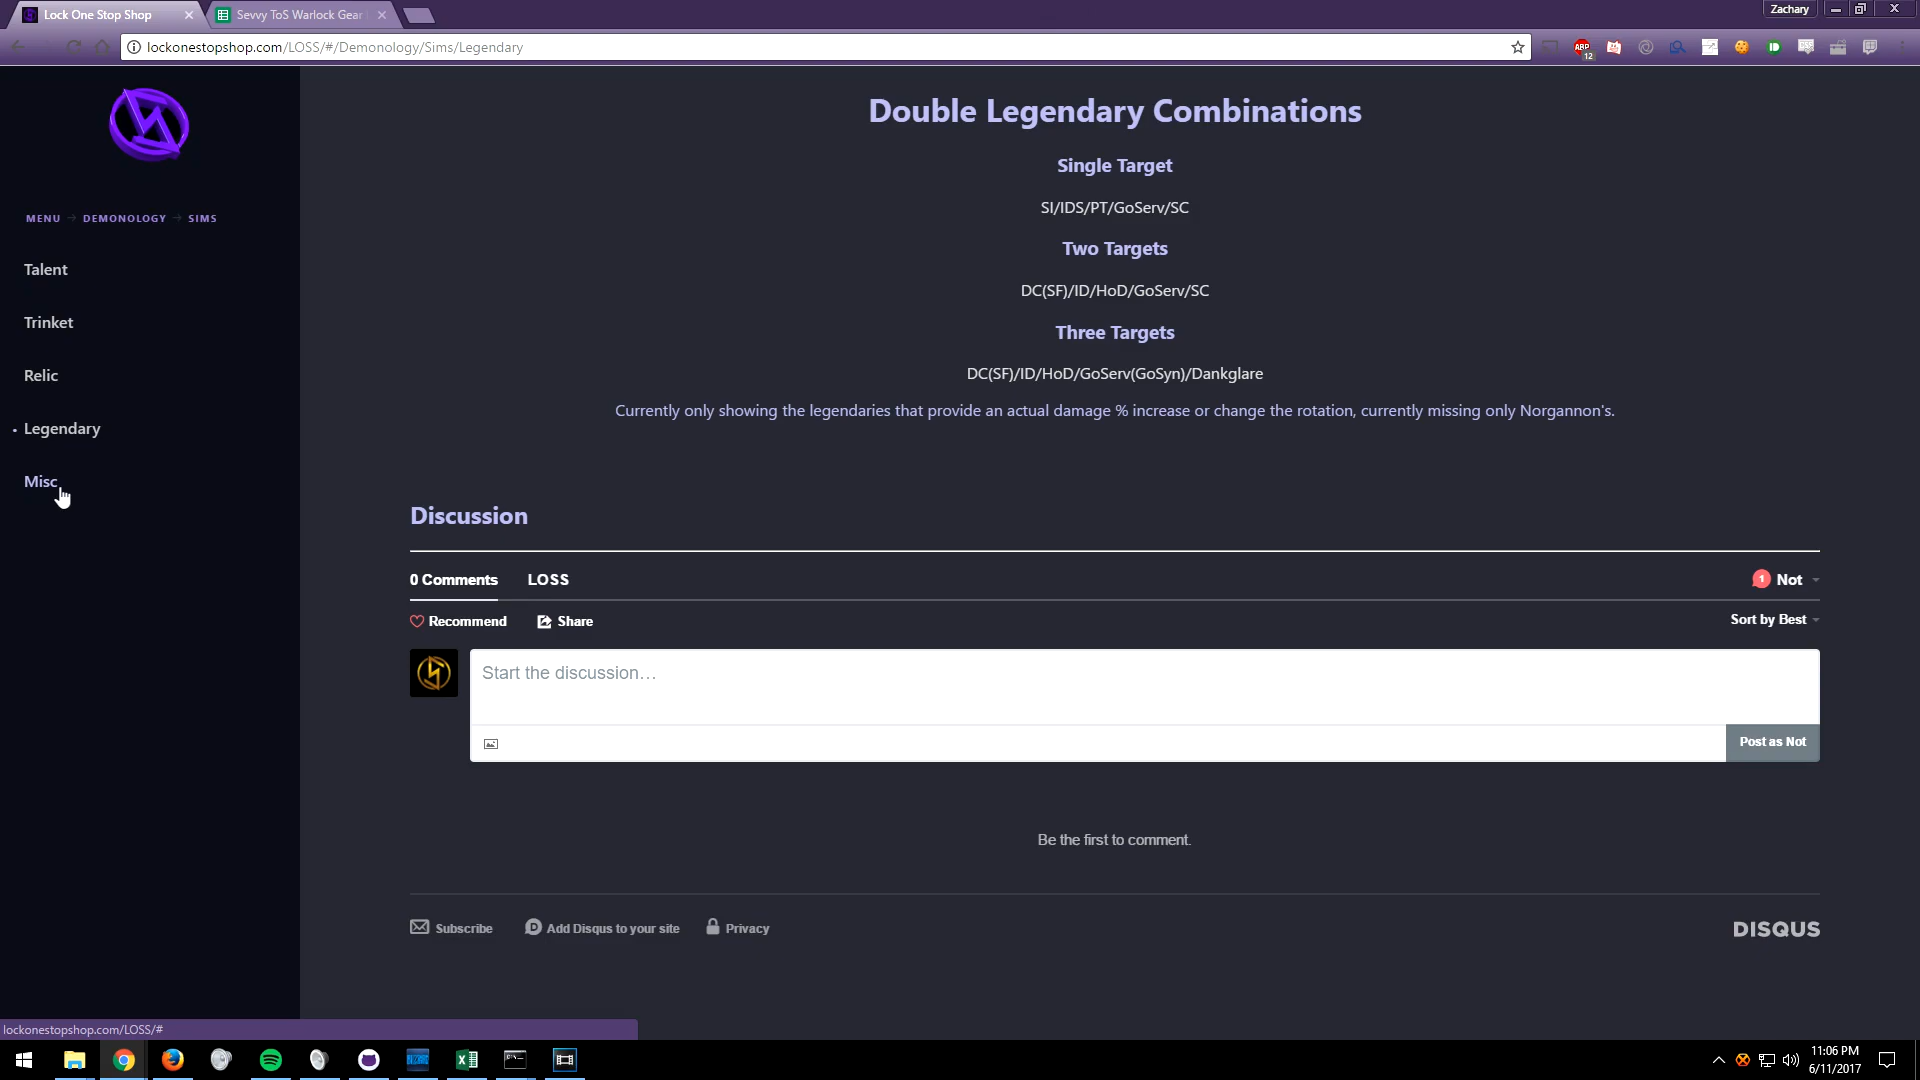 Lock One Stop Shop
Sevvy ToS Warlock Gear
Zachary
lockonestopshop.com/LOSS/#/Demonology/Sims/Legendary
ABP
12
MENU → DEMONOLOGY → SIMS
Talent
Trinket
Relic
Legendary
Misc
Double Legendary Combinations
Single Target
SI/IDS/PT/GoServ/SC
Two Targets
DC(SF)/ID/HoD/GoServ/SC
Three Targets
DC(SF)/ID/HoD/GoServ(GoSyn)/Dankglare
Currently only showing the legendaries that provide an actual damage % increase or change the rotation, currently missing only Norgannon's.
Discussion
0 Comments LOSS 1 Not
Recommend Share Sort by Best
Start the discussion…
Post as Not
Be the first to comment.
Subscribe Add Disqus to your site Privacy DISQUS
lockonestopshop.com/LOSS/#
11:06 PM
6/11/2017